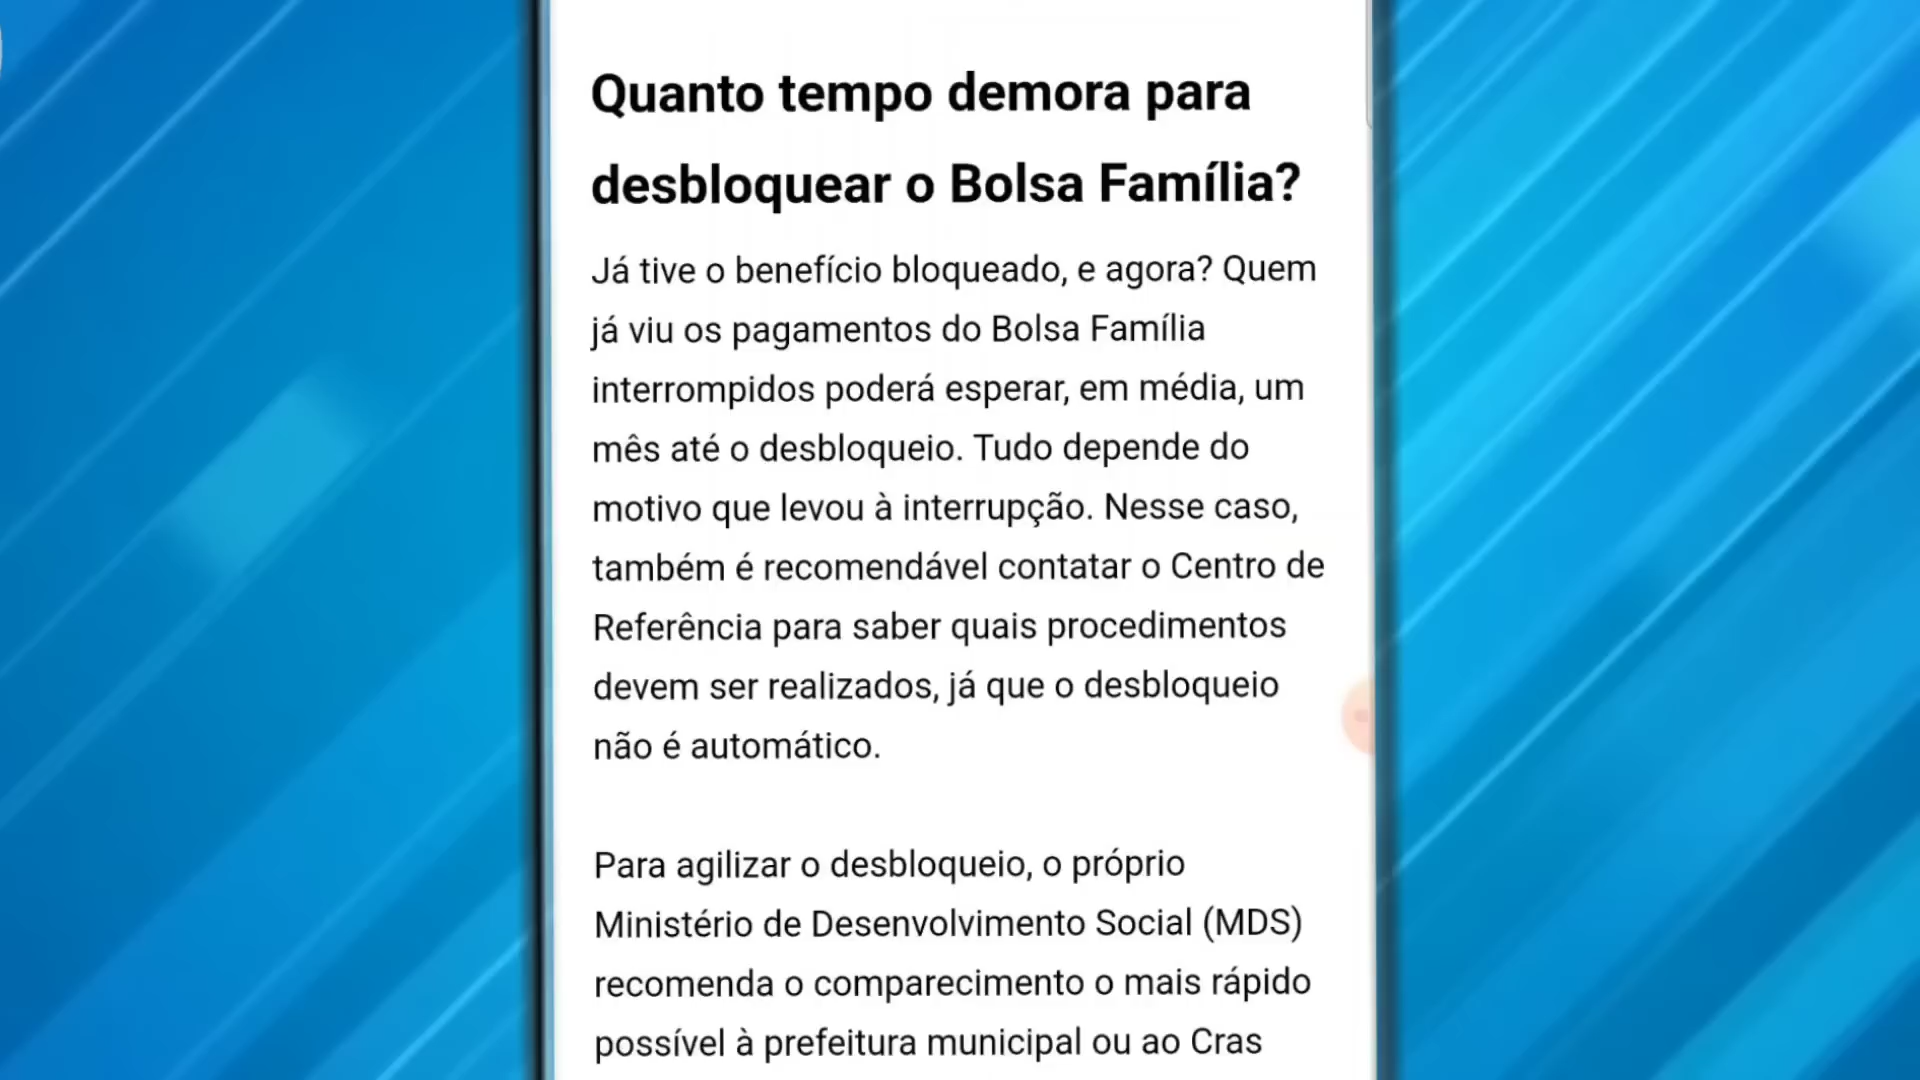 Quanto tempo demora para
desbloquear o Bolsa Família?
Já tive o benefício bloqueado, e agora? Quem
já viu os pagamentos do Bolsa Família
interrompidos poderá esperar, em média, um
mês até o desbloqueio. Tudo depende do
motivo que levou à interrupção. Nesse caso,
também é recomendável contatar o Centro de
Referência para saber quais procedimentos
devem ser realizados, já que o desbloqueio
não é automático.
Para agilizar o desbloqueio, o próprio
Ministério de Desenvolvimento Social (MDS)
recomenda o comparecimento o mais rápido
possível à prefeitura municipal ou ao Cras